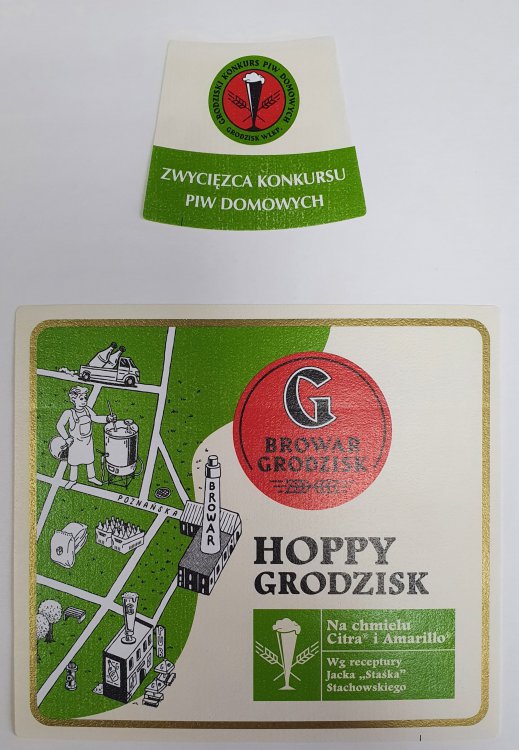 GRODZISKI KONKURS PIW DOMOWYCH
GRODZISK WLKP.
ZWYCIĘZCA KONKURSU
PIW DOMOWYCH
G
BROWAR
GRODZISK
POZNAŃSKA
BROWAR
HOPPY
GRODZISK
Na chmielu
Citra® i Amarillo®
Wg receptury
Jacka „Staśka"
Stachowskiego